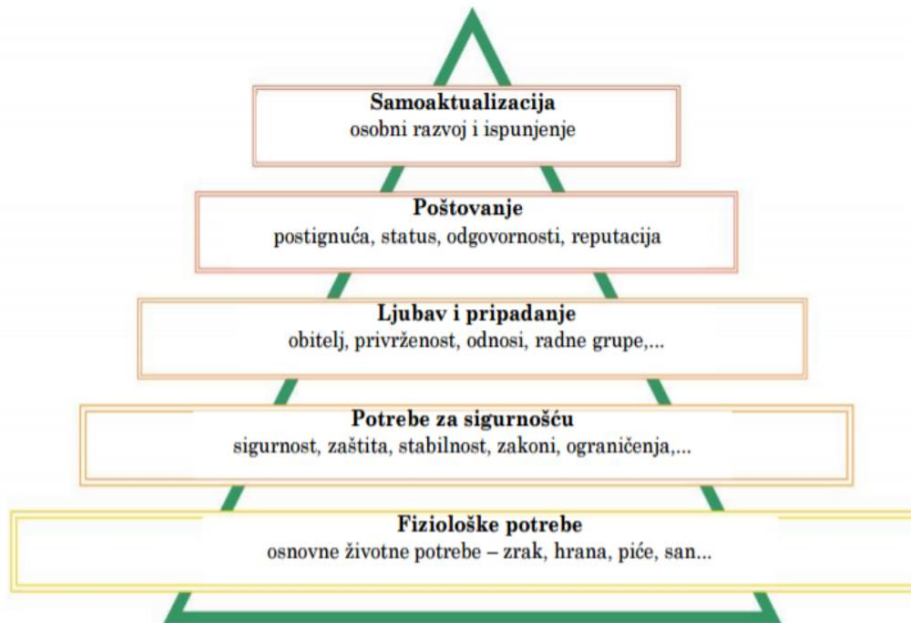 Samoaktualizacija
osobni razvoj i ispunjenje
Poštovanje
postignuća, status, odgovornosti, reputacija
Ljubav i pripadanje
obitelj, privrženost, odnosi, radne grupe,...
Potrebe za sigurnošću
sigurnost, zaštita, stabilnost, zakoni, ograničenja,...
Fiziološke potrebe
osnovne životne potrebe – zrak, hrana, piće, san...